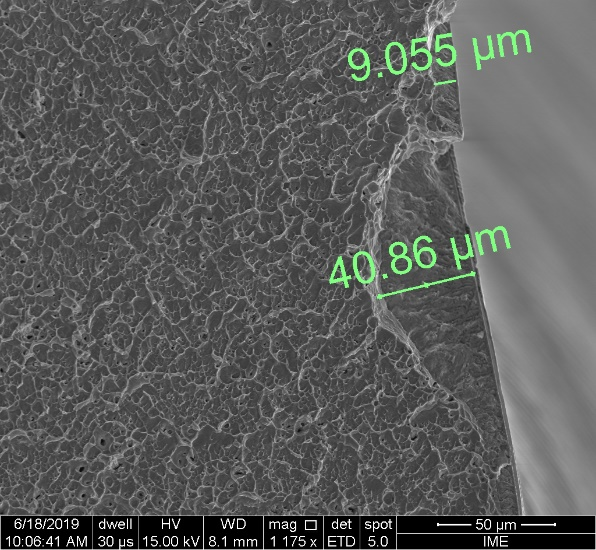 9.055 µm
40.86 µm
6/18/2019 dwell HV WD mag det spot 50 µm
10:06:41 AM 30 µs 15.00 kV 8.1 mm 1 175 x ETD 5.0 IME